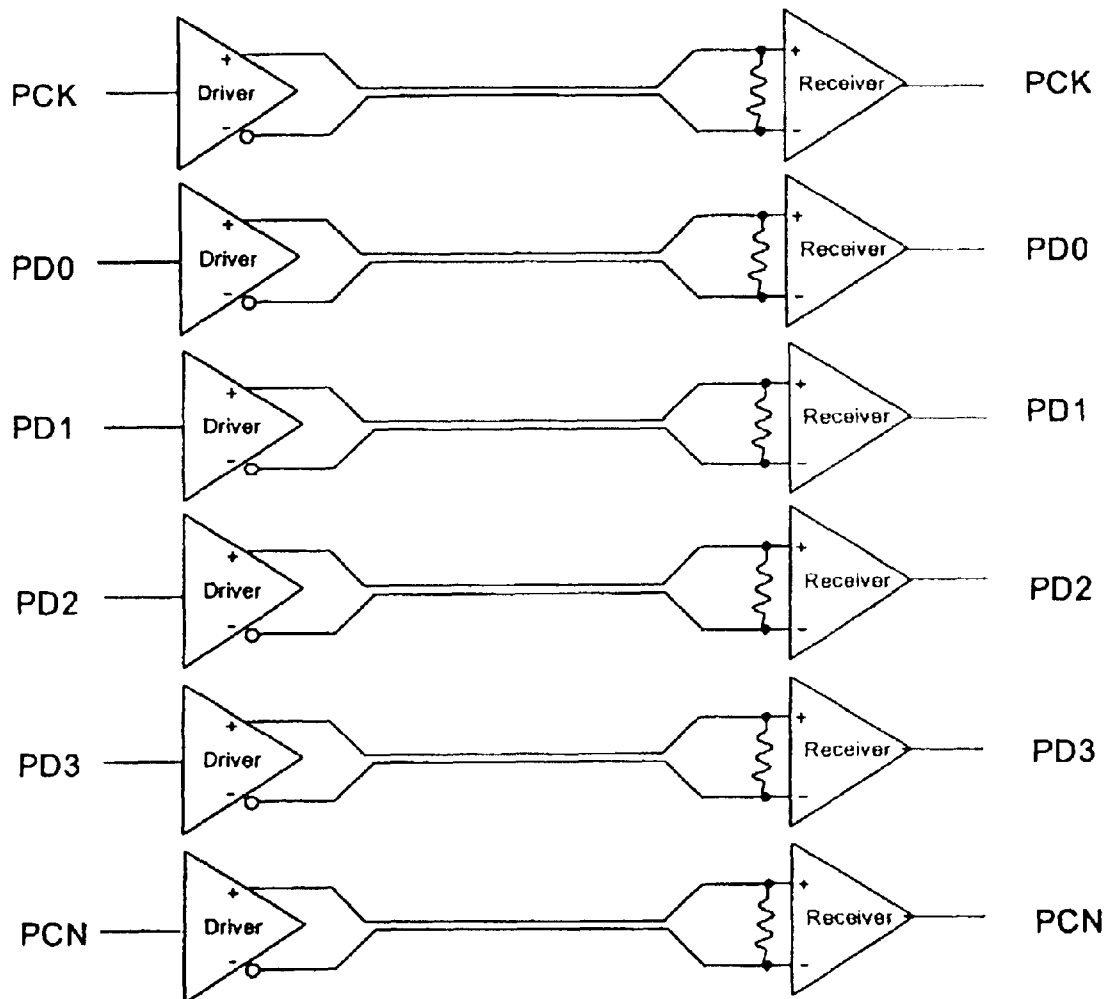 PCK + Driver - + Receiver - PCK
PD0 + Driver - + Receiver - PD0
PD1 + Driver - + Receiver - PD1
PD2 + Driver - + Receiver - PD2
PD3 + Driver - + Receiver - PD3
PCN + Driver - + Receiver - PCN